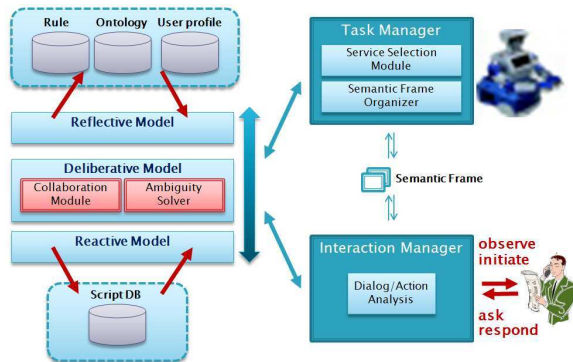 Rule Ontology User profile
Reflective Model
Deliberative Model
Collaboration Module
Ambiguity Solver
Reactive Model
Script DB
Task Manager
Service Selection
Module
Semantic Frame
Organizer
Semantic Frame
Interaction Manager
Dialog/Action
Analysis
observe
initiate
ask
respond